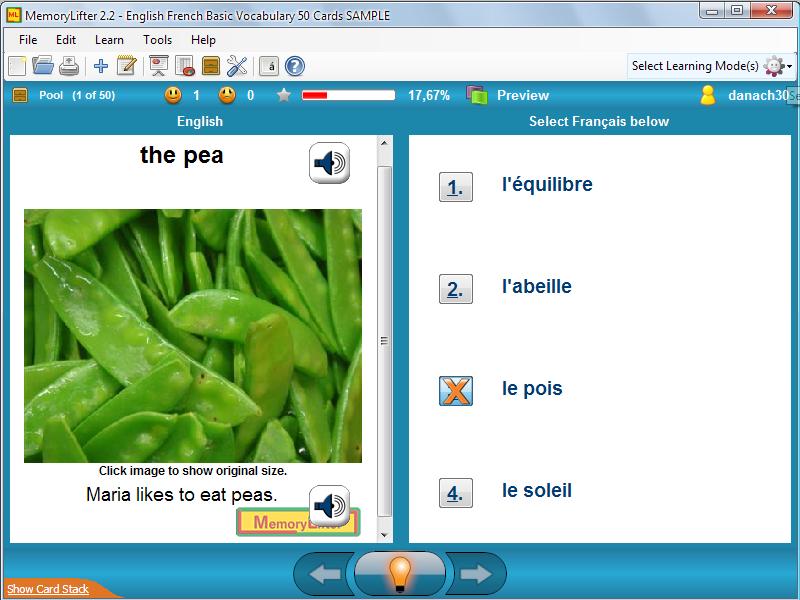 MemoryLifter 2.2 - English French Basic Vocabulary 50 Cards SAMPLE
File Edit Learn Tools Help
á ? Select Learning Mode(s)
Pool (1 of 50) 1 0 17,67% Preview danach30
English Select Français below
the pea
1. l'équilibre
2. l'abeille
X le pois
4. le soleil
Click image to show original size.
Maria likes to eat peas.
MemoryLifter
Show Card Stack